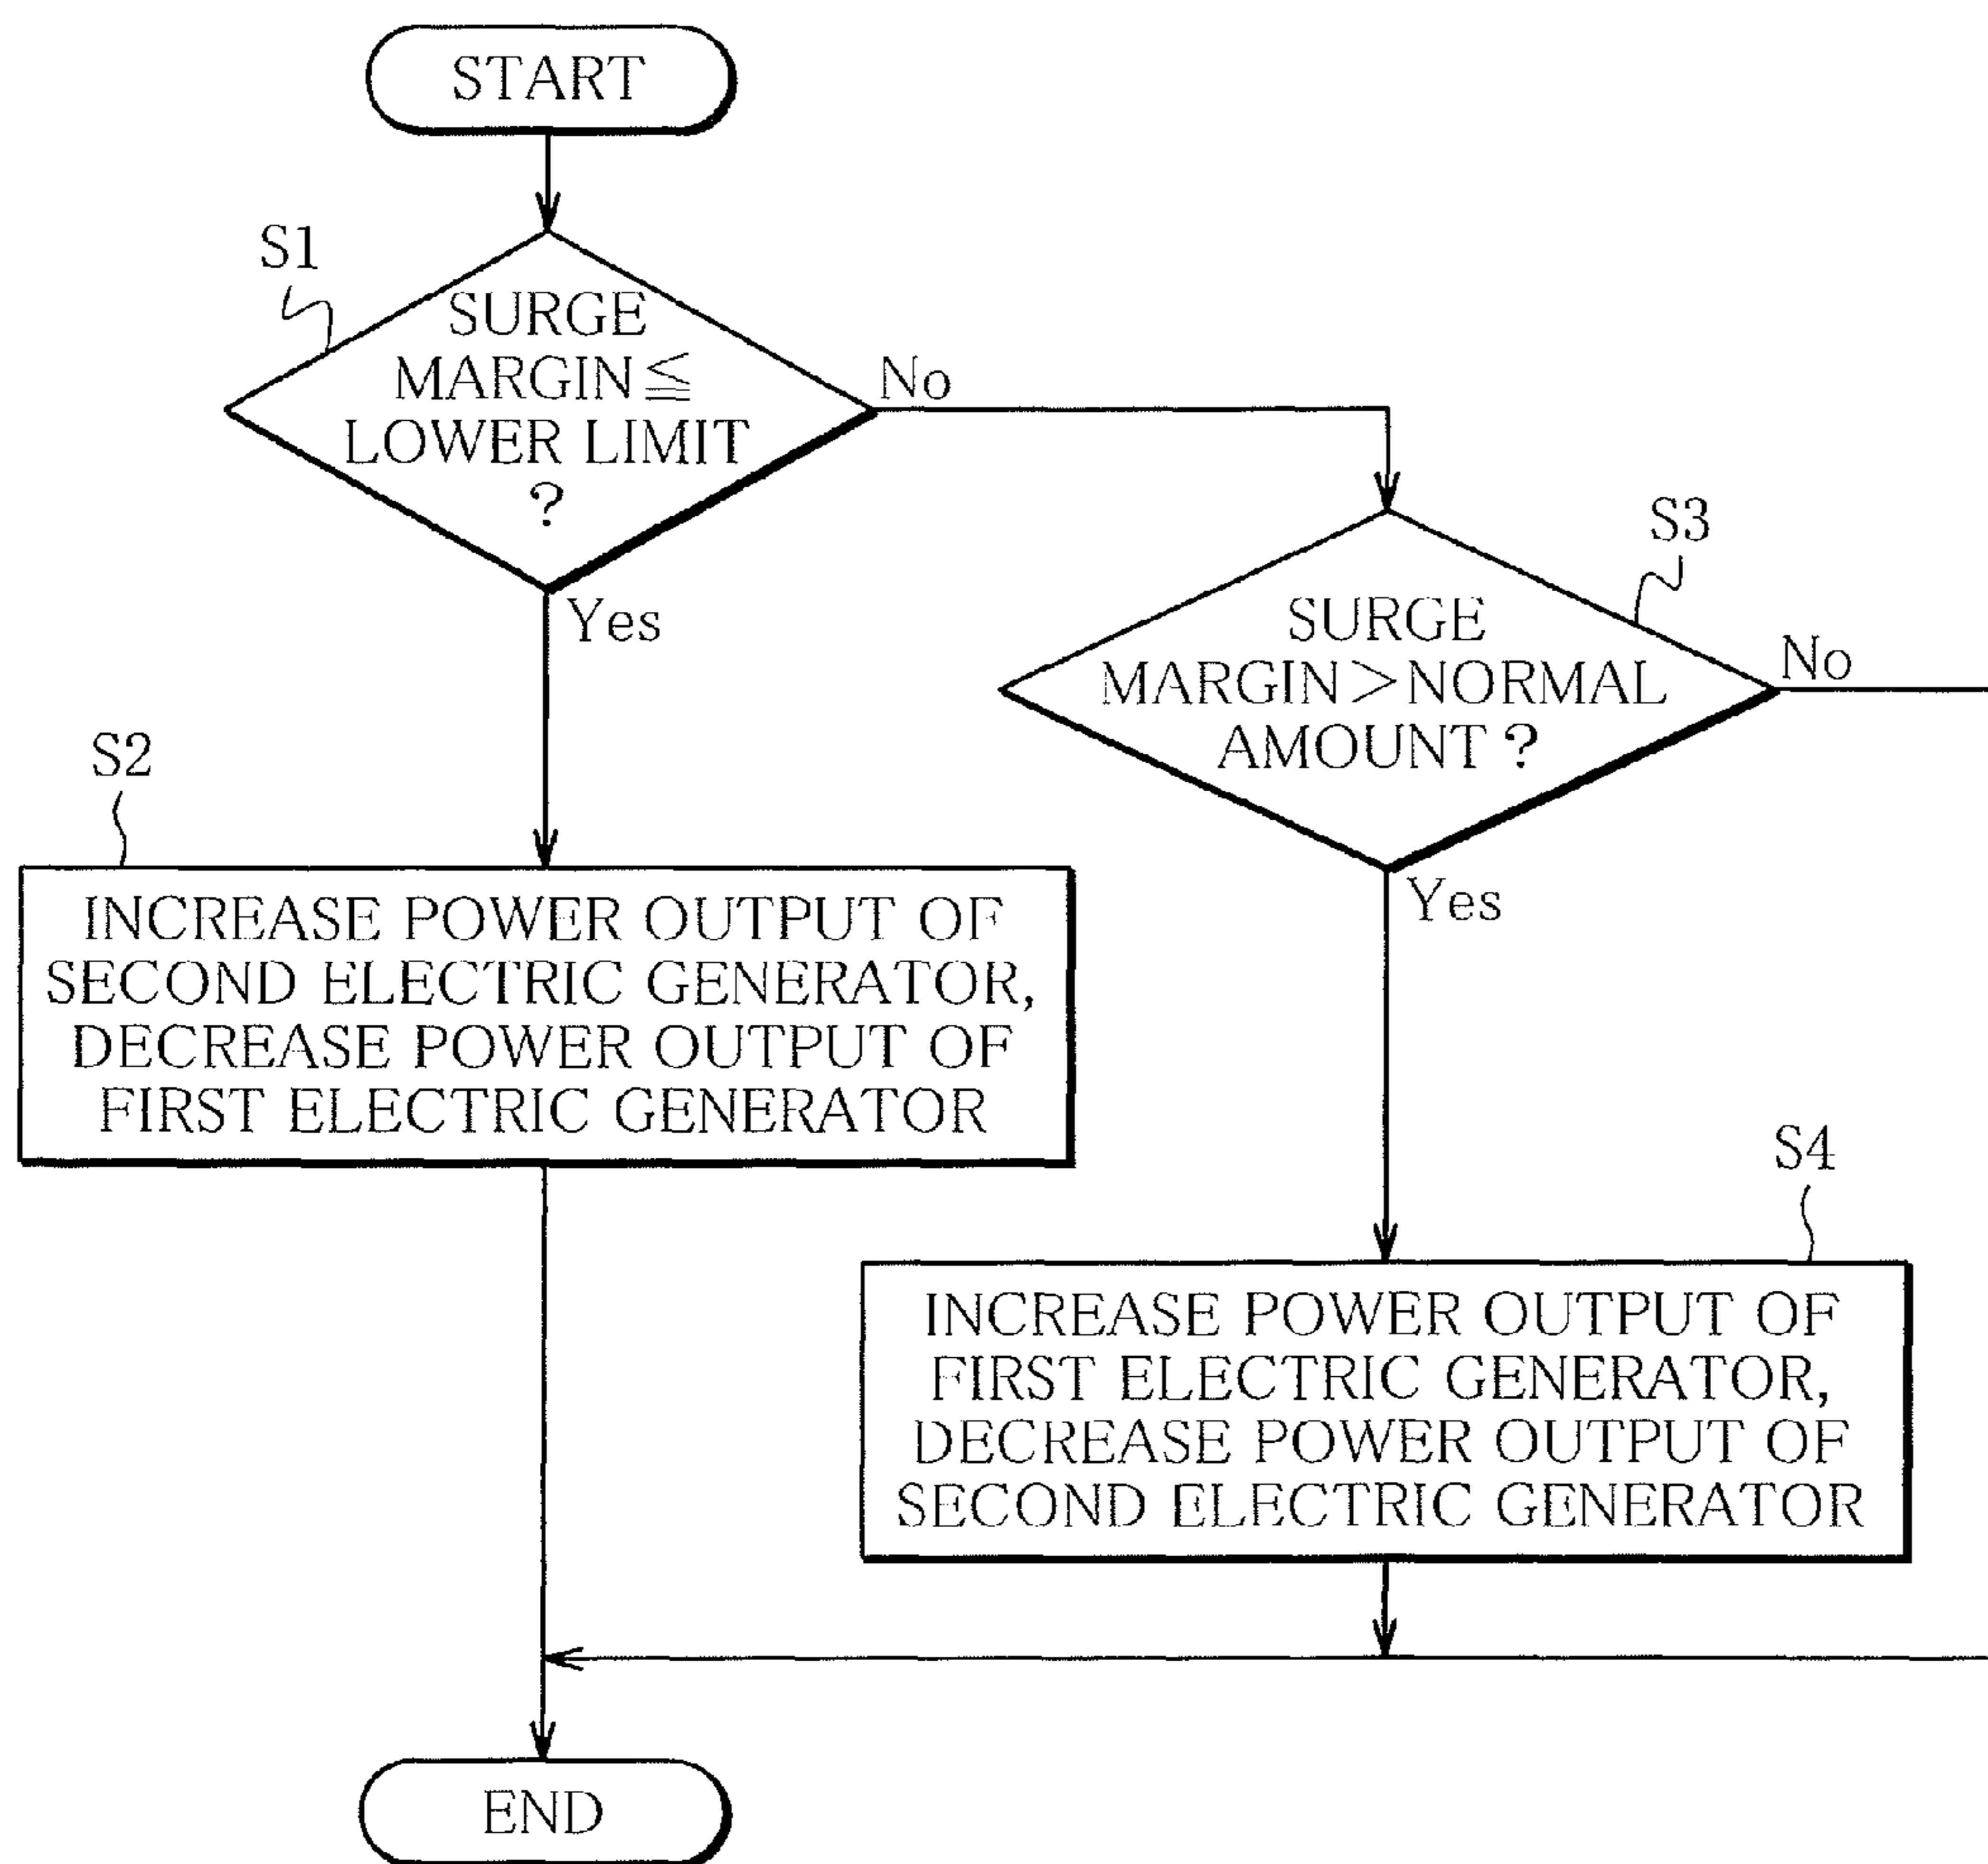 START
S1
SURGE
MARGIN≦
LOWER LIMIT
?
No
Yes
S3
SURGE
MARGIN>NORMAL
AMOUNT?
No
Yes
S2
INCREASE POWER OUTPUT OF
SECOND ELECTRIC GENERATOR,
DECREASE POWER OUTPUT OF
FIRST ELECTRIC GENERATOR
S4
INCREASE POWER OUTPUT OF
FIRST ELECTRIC GENERATOR,
DECREASE POWER OUTPUT OF
SECOND ELECTRIC GENERATOR
END